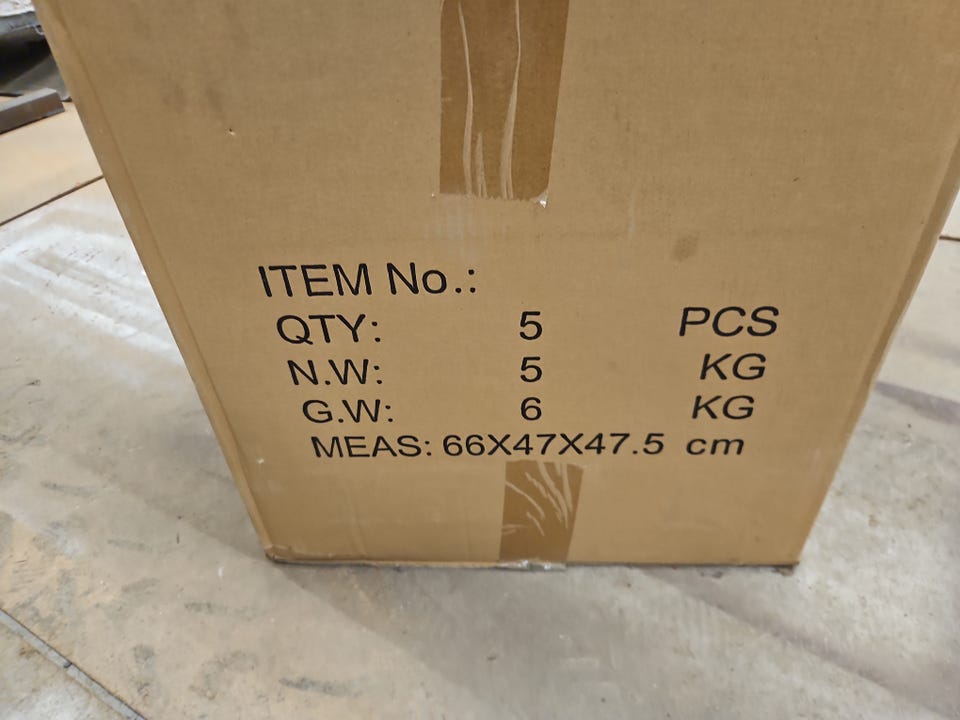 ITEM No.:
QTY: 5 PCS
N.W: 5 KG
G.W: 6 KG
MEAS: 66X47X47.5 cm